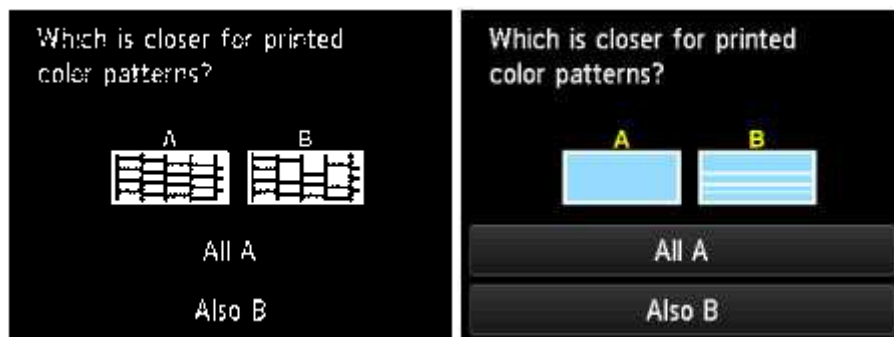 Which is closer for printed
color patterns?
A B
All A
Also B
Which is closer for printed
color patterns?
A B
All A
Also B